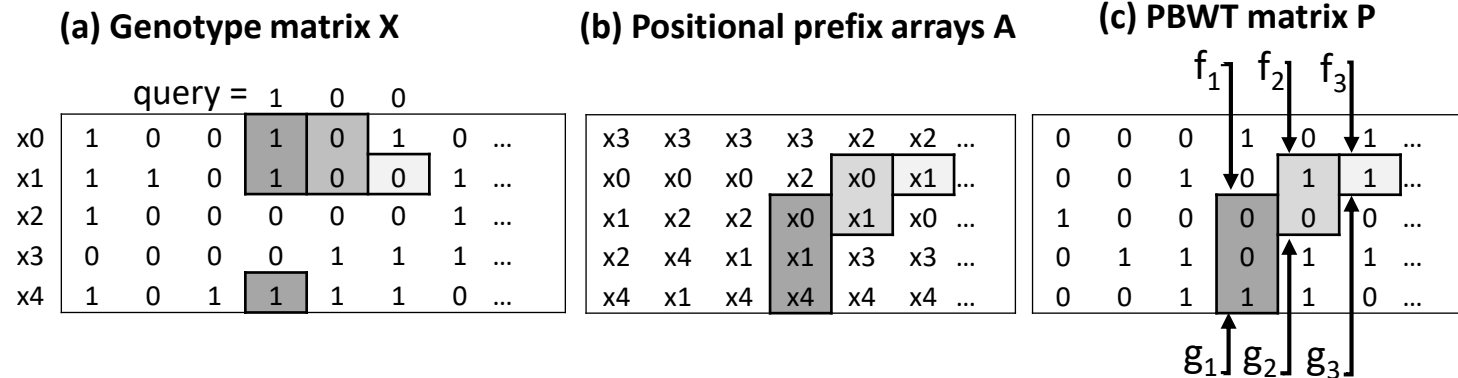 (a) Genotype matrix X
query = 1 0 0
x0 1 0 0 1 0 1 0 ...
x1 1 1 0 1 0 0 1 ...
x2 1 0 0 0 0 0 1 ...
x3 0 0 0 0 1 1 1 ...
x4 1 0 1 1 1 1 0 ...
(b) Positional prefix arrays A
x3 x3 x3 x3 x2 x2 ...
x0 x0 x0 x2 x0 x1 ...
x1 x2 x2 x0 x1 x0 ...
x2 x4 x1 x1 x3 x3 ...
x4 x1 x4 x4 x4 x4 ...
(c) PBWT matrix P
f1 f2 f3
0 0 0 1 0 1 ...
0 0 1 0 1 1 ...
1 0 0 0 0 0 ...
0 1 1 0 1 1 ...
0 0 1 1 1 0 ...
g1 g2 g3